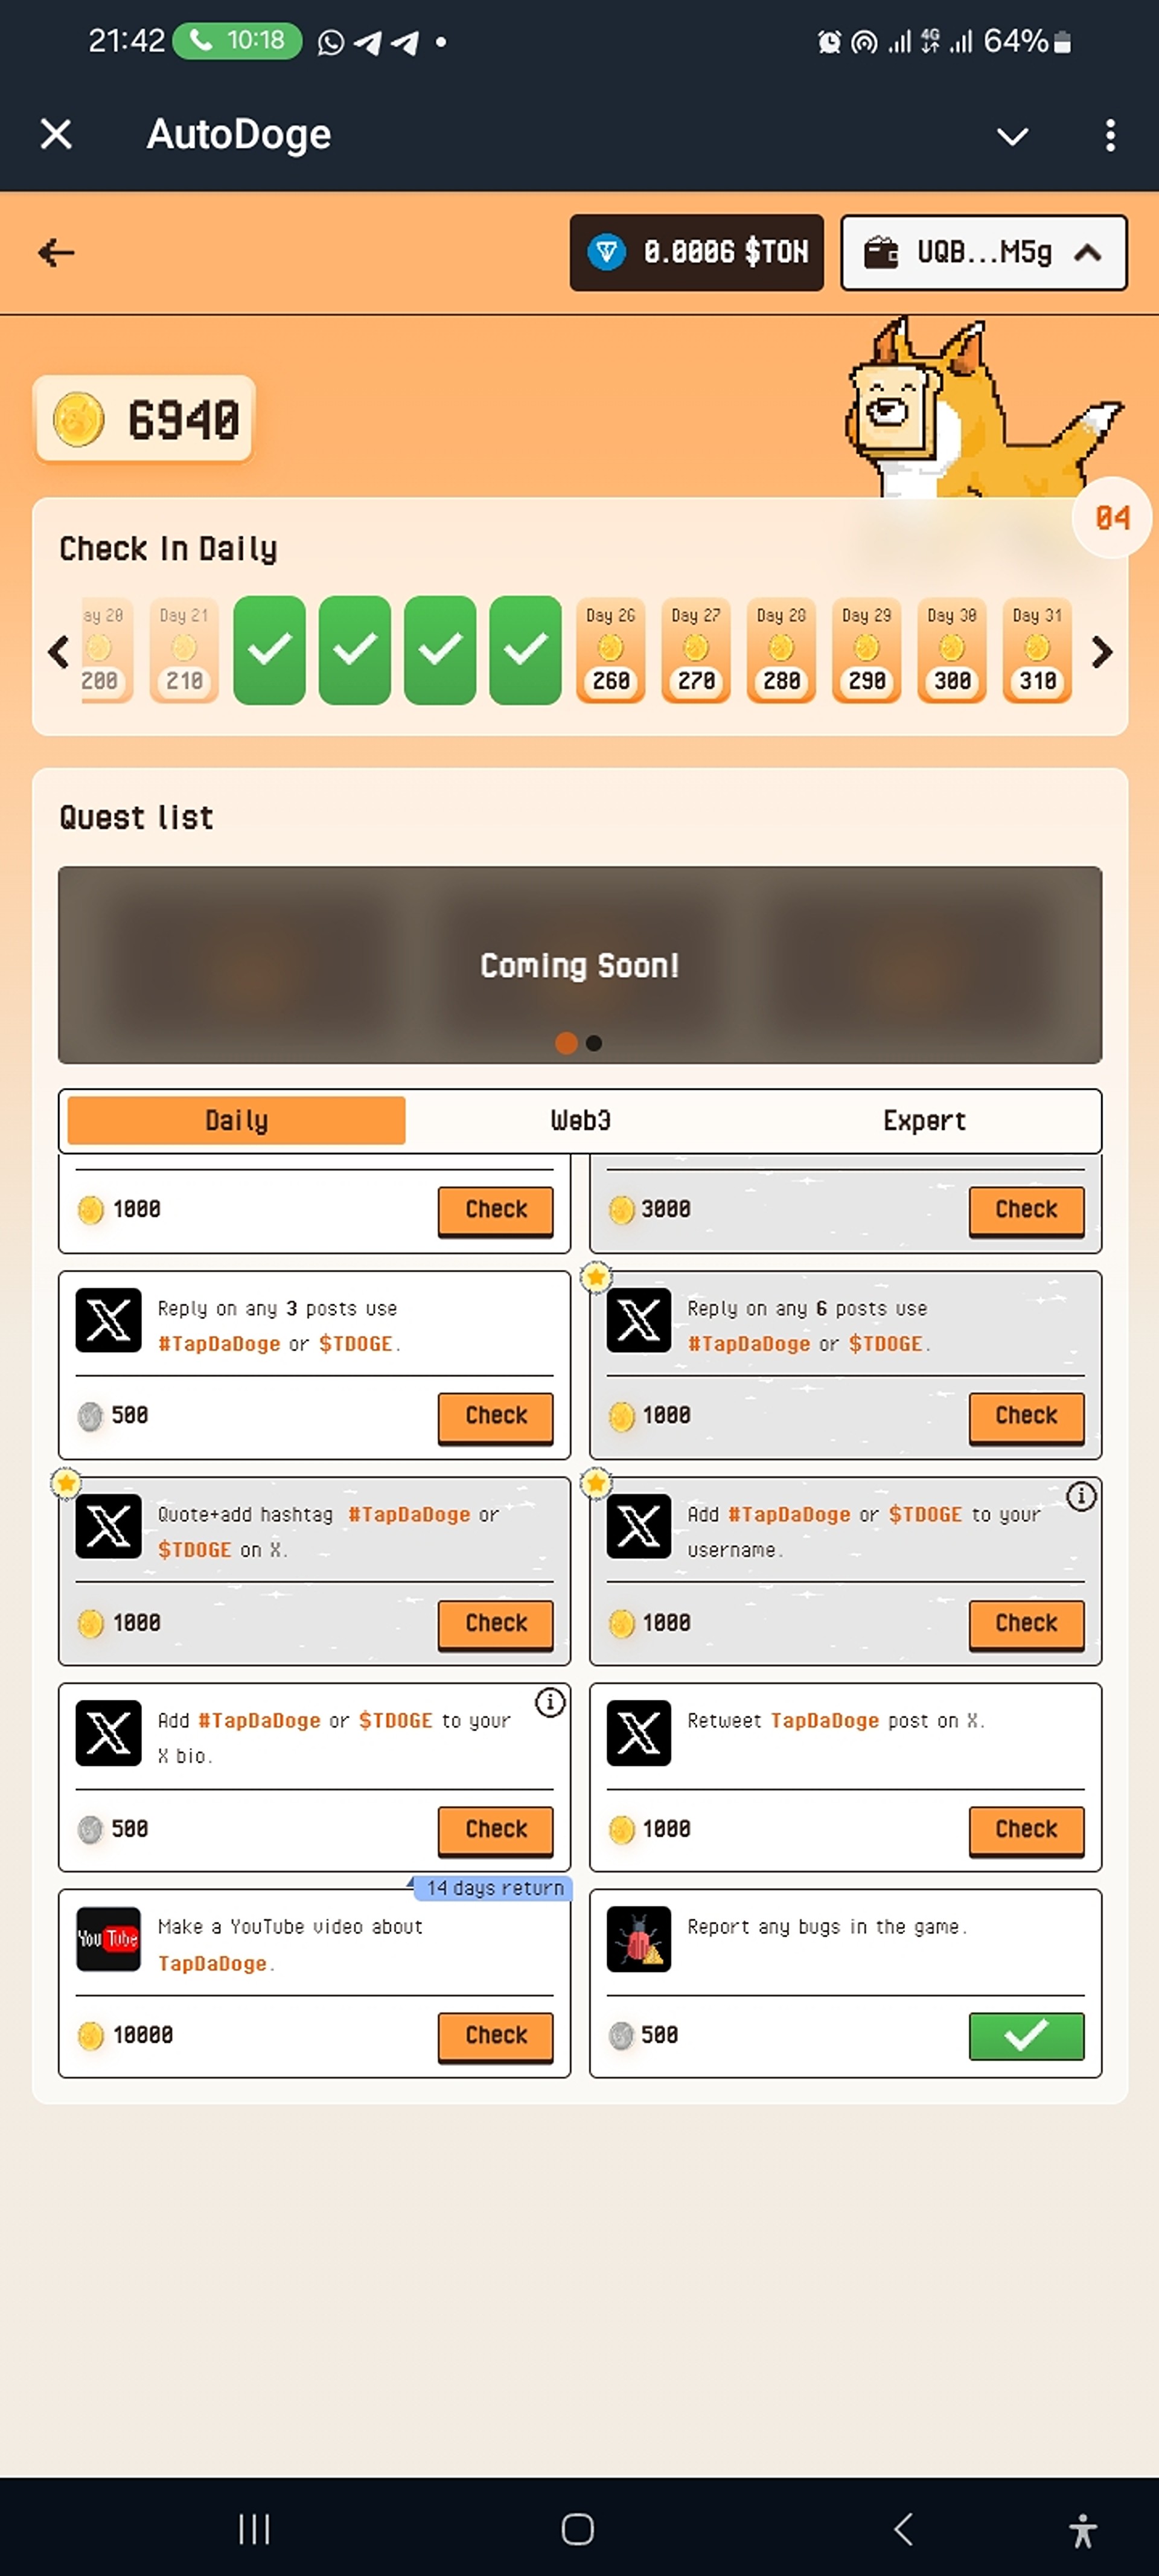 21:42 10:18 4G 64%
AutoDoge
0.0006 $TON UQB...M5g
6940
04
Check In Daily
ay 20 Day 21 Day 26 Day 27 Day 28 Day 29 Day 30 Day 31
200 210 260 270 280 290 300 310
Quest list
Coming Soon!
Daily Web3 Expert
1000 Check
3000 Check
Reply on any 3 posts use
#TapDaDoge or $TDOGE.
500 Check
Reply on any 6 posts use
#TapDaDoge or $TDOGE.
1000 Check
Quote+add hashtag #TapDaDoge or
$TDOGE on X.
1000 Check
Add #TapDaDoge or $TDOGE to your
username.
1000 Check
Add #TapDaDoge or $TDOGE to your
X bio.
500 Check
Retweet TapDaDoge post on X.
1000 Check
14 days return
You Tube
Make a YouTube video about
TapDaDoge.
10000 Check
Report any bugs in the game.
500